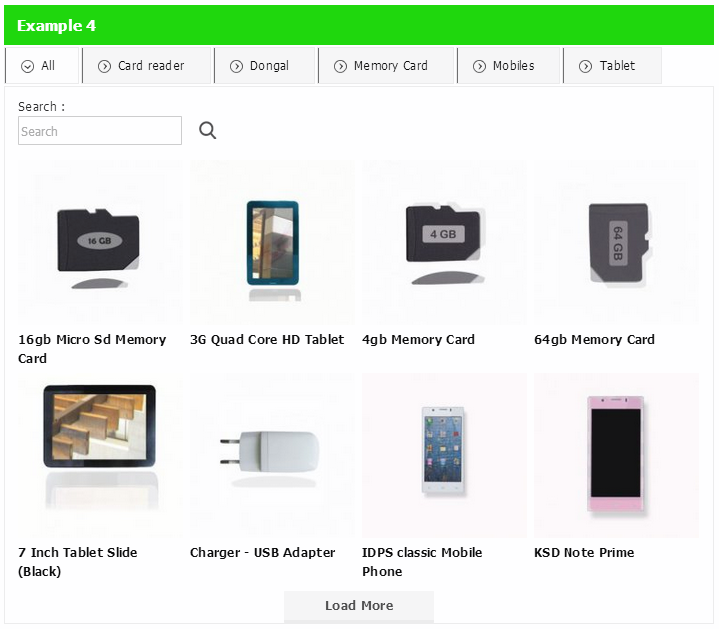 Example 4
All
Card reader
Dongal
Memory Card
Mobiles
Tablet
Search :
Search
16 GB
4 GB
64 GB
16gb Micro Sd Memory
Card
3G Quad Core HD Tablet
4gb Memory Card
64gb Memory Card
7 Inch Tablet Slide
(Black)
Charger - USB Adapter
IDPS classic Mobile
Phone
KSD Note Prime
Load More